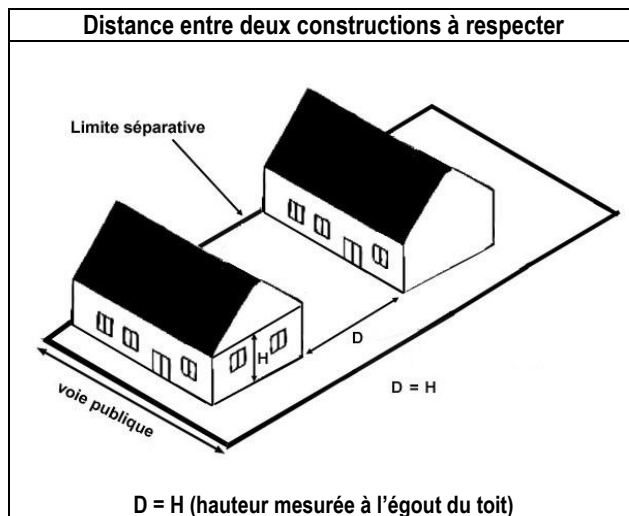 Distance entre deux constructions à respecter
Limite séparative
H
D
D = H
voie publique
D = H (hauteur mesurée à l'égout du toit)